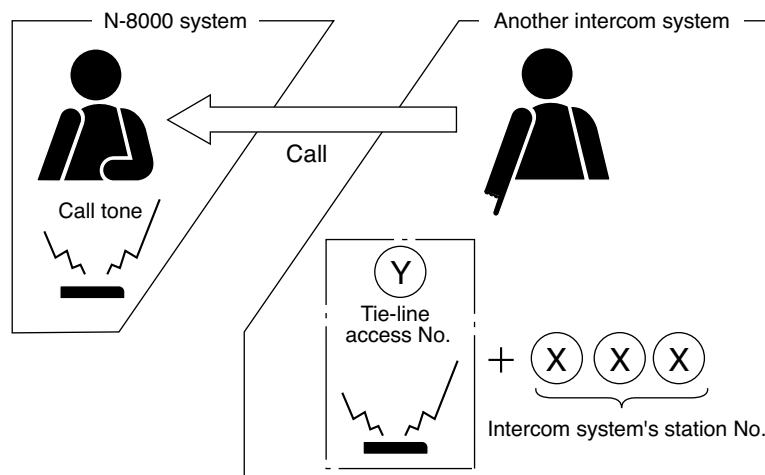 N-8000 system
Another intercom system
Call
Call tone
Y
Tie-line
access No.
+ X X X
Intercom system's station No.